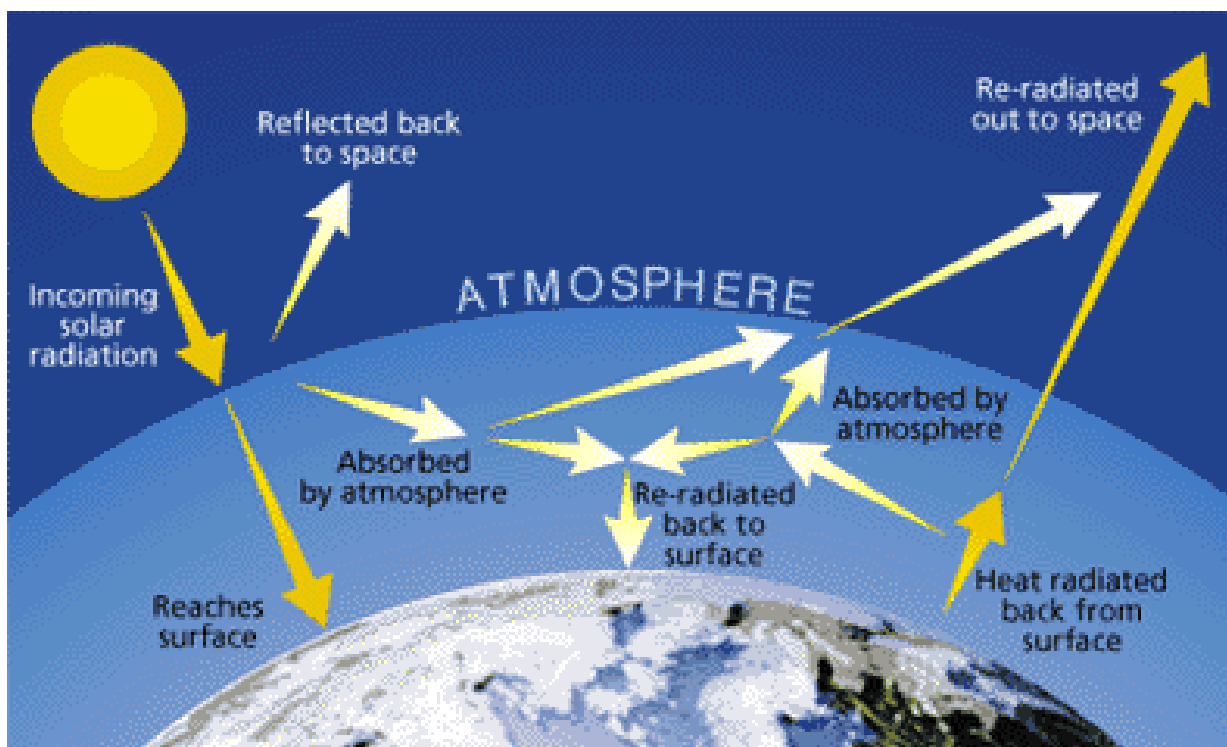 Reflected back
to space
Re-radiated
out to space
Incoming
solar
radiation
ATMOSPHERE
Absorbed
by atmosphere
Absorbed by
atmosphere
Re-radiated
back to
surface
Reaches
surface
Heat radiated
back from
surface